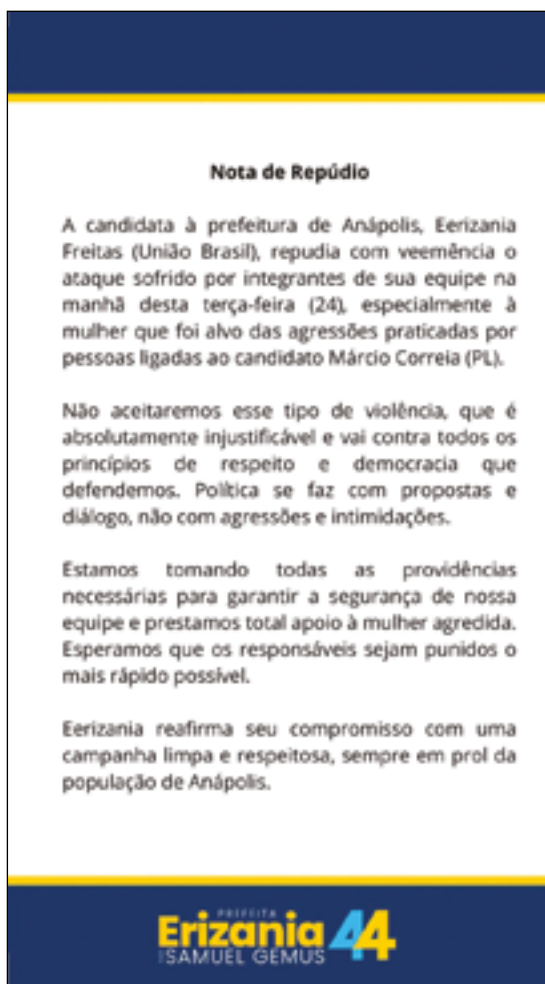 Nota de Repúdio
A candidata à prefeitura de Anápolis, Eerizania
Freitas (União Brasil), repudia com veemência o
ataque sofrido por integrantes de sua equipe na
manhã desta terça-feira (24), especialmente à
mulher que foi alvo das agressões praticadas por
pessoas ligadas ao candidato Márcio Correia (PL).
Não aceitaremos esse tipo de violência, que é
absolutamente injustificável e vai contra todos os
princípios de respeito e democracia que
defendemos. Política se faz com propostas e
diálogo, não com agressões e intimidações.
Estamos tomando todas as providências
necessárias para garantir a segurança de nossa
equipe e prestamos total apoio à mulher agredida.
Esperamos que os responsáveis sejam punidos o
mais rápido possível.
Eerizania reafirma seu compromisso com uma
campanha limpa e respeitosa, sempre em prol da
população de Anápolis.
PREFEITA
Erizania 44
SAMUEL GEMUS